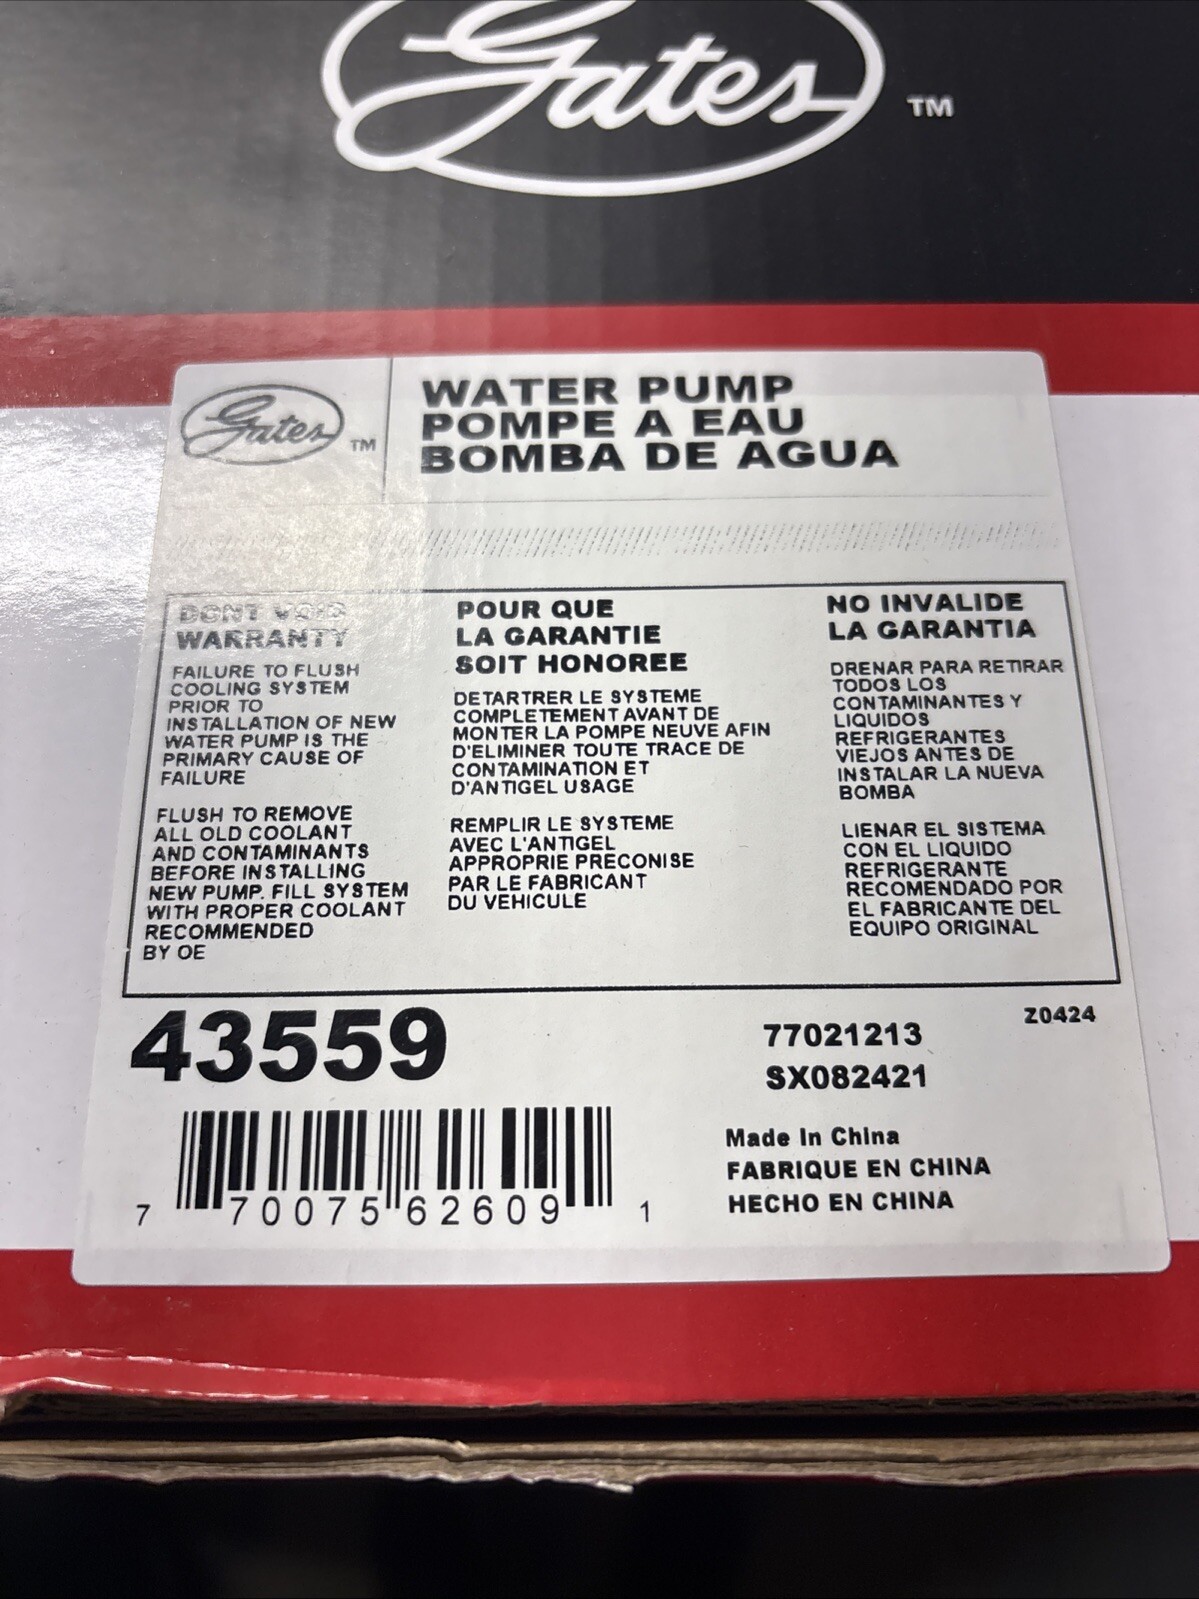 Gates TM
Gates TM
WATER PUMP
POMPE A EAU
BOMBA DE AGUA
DONT VOID
WARRANTY
FAILURE TO FLUSH
COOLING SYSTEM
PRIOR TO
INSTALLATION OF NEW
WATER PUMP IS THE
PRIMARY CAUSE OF
FAILURE
FLUSH TO REMOVE
ALL OLD COOLANT
AND CONTAMINANTS
BEFORE INSTALLING
NEW PUMP. FILL SYSTEM
WITH PROPER COOLANT
RECOMMENDED
BY OE
POUR QUE
LA GARANTIE
SOIT HONOREE
DETARTRER LE SYSTEME
COMPLETEMENT AVANT DE
MONTER LA POMPE NEUVE AFIN
D'ELIMINER TOUTE TRACE DE
CONTAMINATION ET
D'ANTIGEL USAGE
REMPLIR LE SYSTEME
AVEC L'ANTIGEL
APPROPRIE PRECONISE
PAR LE FABRICANT
DU VEHICULE
NO INVALIDE
LA GARANTIA
DRENAR PARA RETIRAR
TODOS LOS
CONTAMINANTES Y
LIQUIDOS
REFRIGERANTES
VIEJOS ANTES DE
INSTALAR LA NUEVA
BOMBA
LIENAR EL SISTEMA
CON EL LIQUIDO
REFRIGERANTE
RECOMENDADO POR
EL FABRICANTE DEL
EQUIPO ORIGINAL
43559
77021213
SX082421
Z0424
Made In China
FABRIQUE EN CHINA
HECHO EN CHINA
7 70075 62609 1